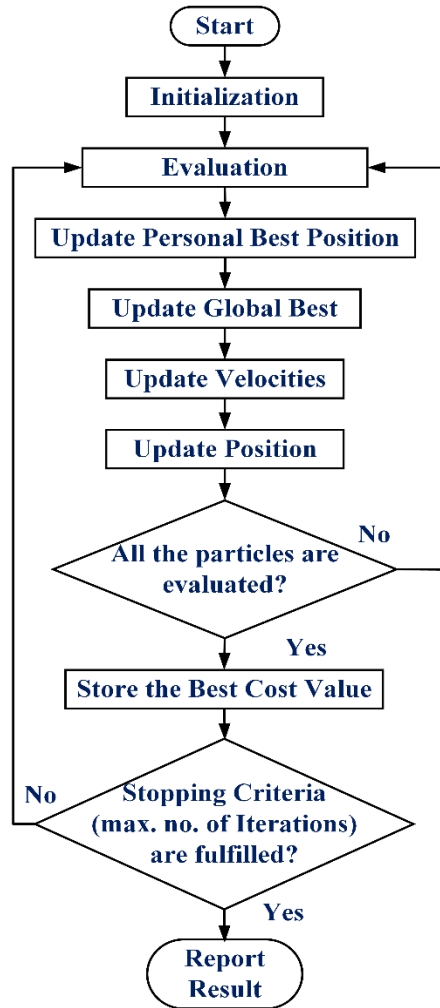 Start
Initialization
Evaluation
Update Personal Best Position
Update Global Best
Update Velocities
Update Position
All the particles are
evaluated?
No
Yes
Store the Best Cost Value
No
Stopping Criteria
(max. no. of Iterations)
are fulfilled?
Yes
Report
Result